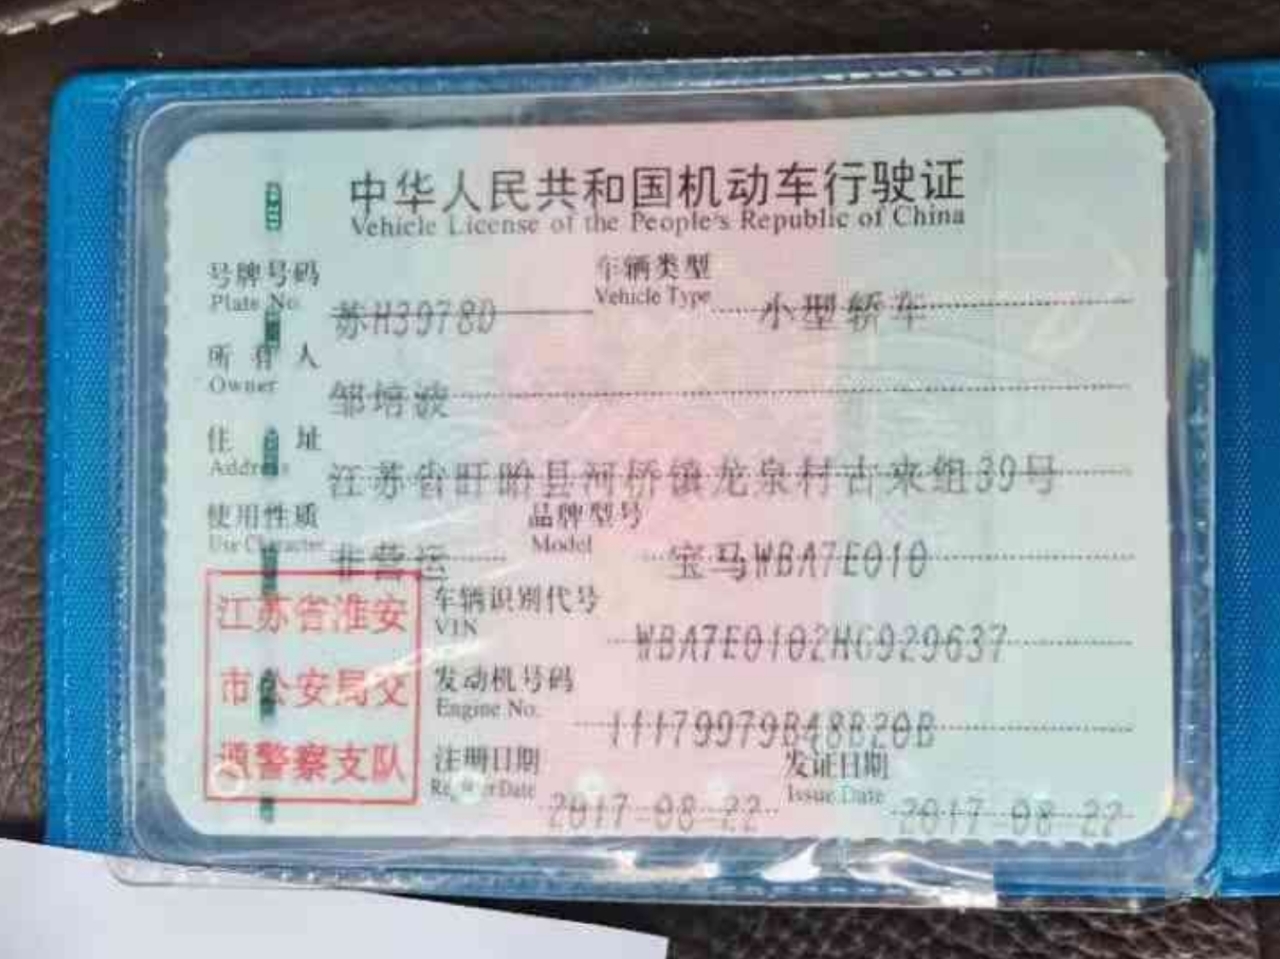 中华人民共和国机动车行驶证
Vehicle License of the People's Republic of China
号牌号码 车辆类型
Plate No. 苏H3978D Vehicle Type 小型轿车
所有人
Owner 邹培波
住址
Address 江苏省盱眙县河桥镇龙泉村古来组39号
使用性质 品牌型号
Use Character 非营运 Model 宝马WBA7E010
江苏省淮安
市公安局交
通警察支队
车辆识别代号
VIN WBA7E0102HG929637
发动机号码
Engine No. 11179979B48B20B
注册日期 发证日期
Register Date 2017-08-22 Issue Date 2017-08-22